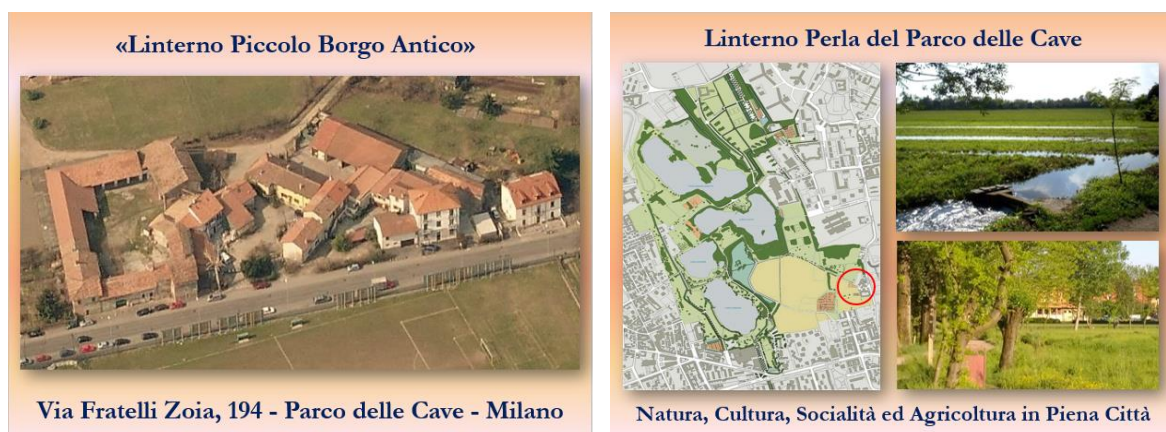 «Linterno Piccolo Borgo Antico»
Via Fratelli Zoia, 194 - Parco delle Cave - Milano
Linterno Perla del Parco delle Cave
Natura, Cultura, Socialità ed Agricoltura in Piena Città